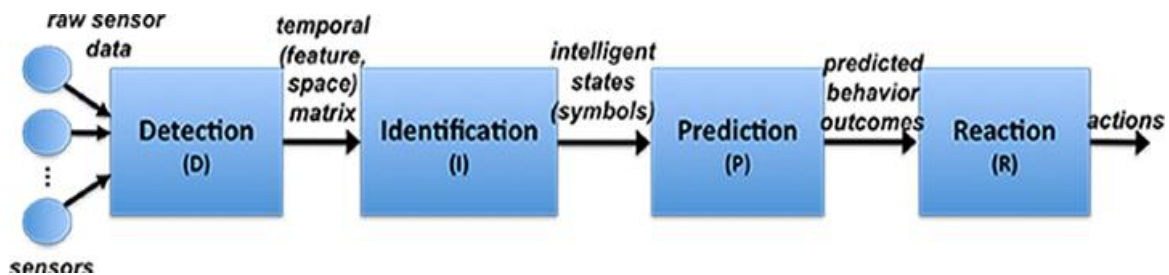 raw sensor
data
sensors
Detection
(D)
temporal
(feature,
space)
matrix
Identification
(I)
intelligent
states
(symbols)
Prediction
(P)
predicted
behavior
outcomes
Reaction
(R)
actions